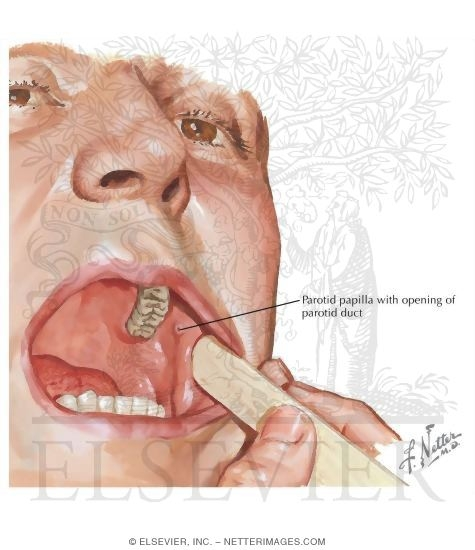 NON SOL
Parotid papilla with opening of
parotid duct
ELSEVIER
F. Netter
M.D.
© ELSEVIER, INC. – NETTERIMAGES.COM